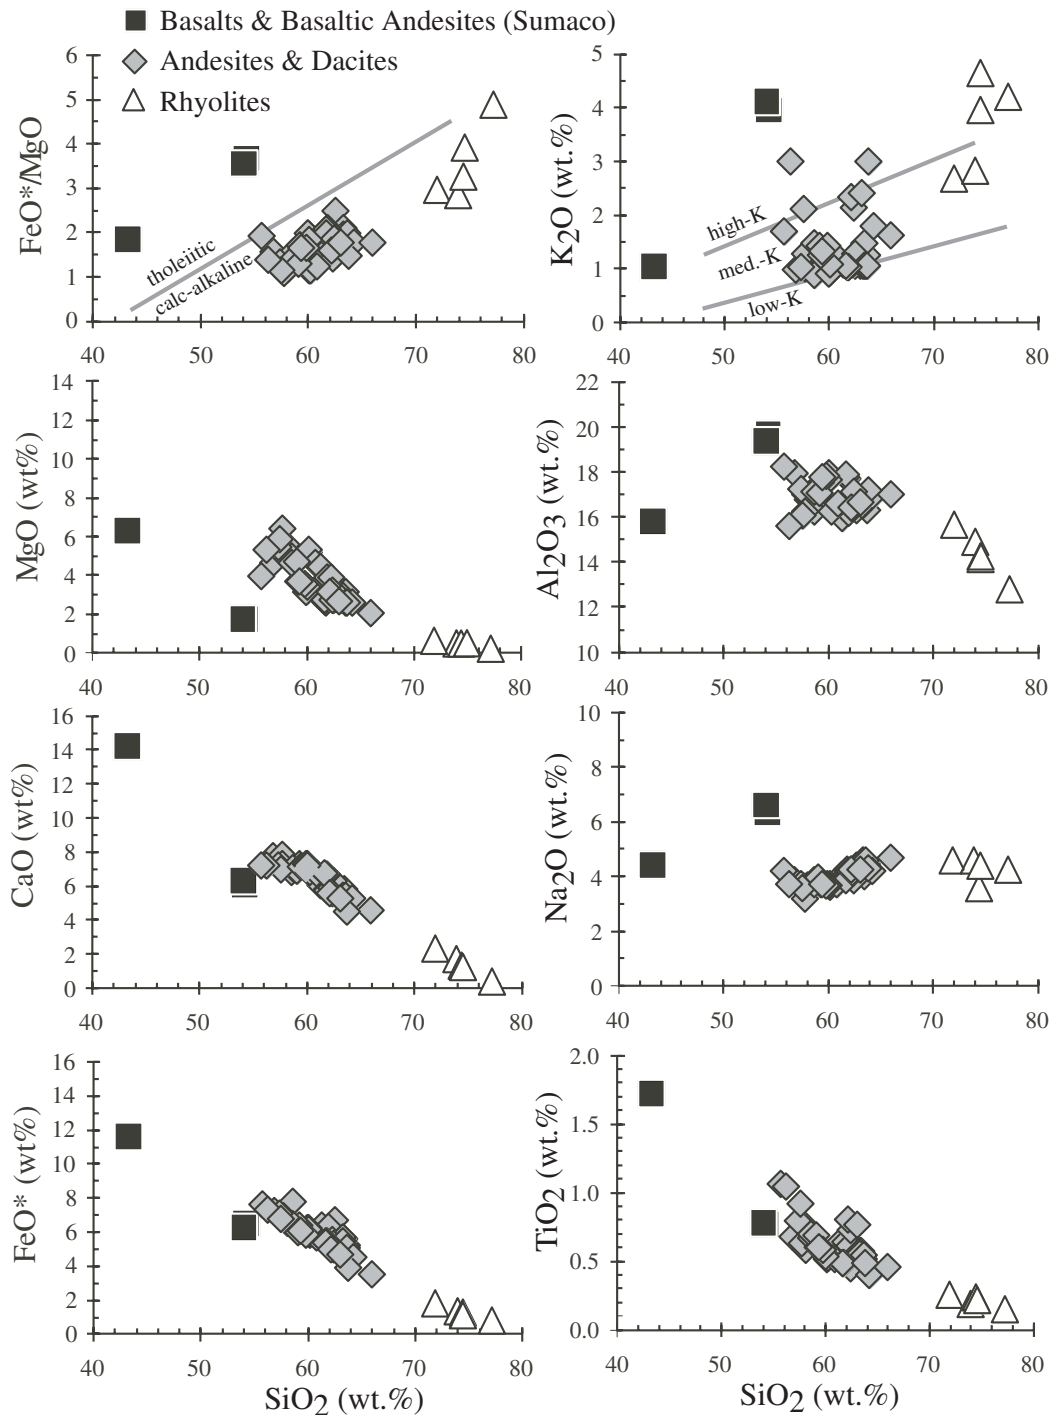 Basalts & Basaltic Andesites (Sumaco)
Andesites & Dacites
Rhyolites
FeO*/MgO
6
5
4
3
2
1
0
tholeiitic
calc-alkaline
40 50 60 70 80
K2O (wt.%)
5
4
3
2
1
0
high-K
med.-K
low-K
40 50 60 70 80
MgO (wt%)
14
12
10
8
6
4
2
0
40 50 60 70 80
Al2O3 (wt.%)
22
20
18
16
14
12
10
40 50 60 70 80
CaO (wt%)
16
14
12
10
8
6
4
2
0
40 50 60 70 80
Na2O (wt.%)
10
8
6
4
2
0
40 50 60 70 80
FeO* (wt%)
16
14
12
10
8
6
4
2
0
40 50 60 70 80
SiO2 (wt.%)
TiO2 (wt.%)
2.0
1.5
1.0
0.5
0.0
40 50 60 70 80
SiO2 (wt.%)